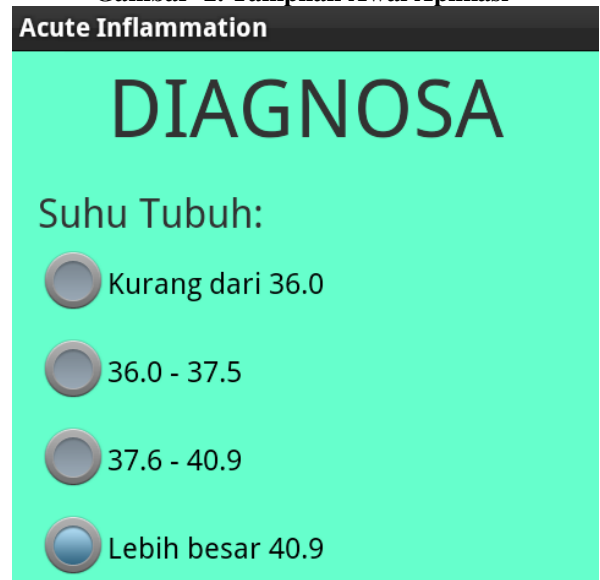 Acute Inflammation
DIAGNOSA
Suhu Tubuh:
Kurang dari 36.0
36.0 - 37.5
37.6 - 40.9
Lebih besar 40.9